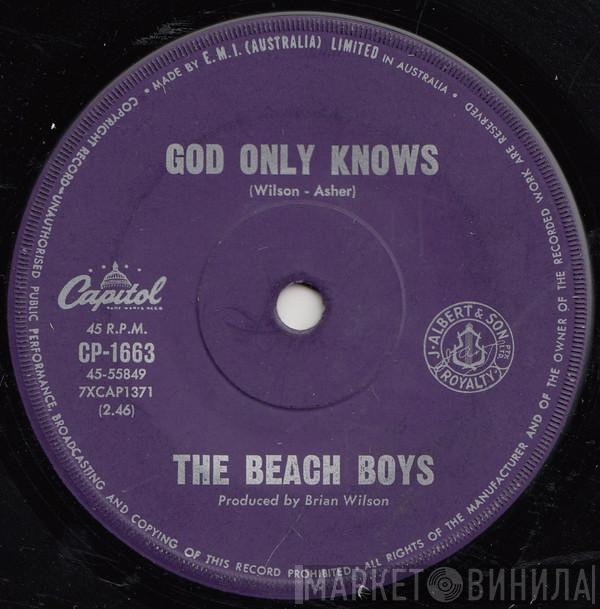 • MADE BY E.M.I. (AUSTRALIA) LIMITED IN AUSTRALIA •
COPYRIGHT RECORD—UNAUTHORISED PUBLIC PERFORMANCE, BROADCASTING AND COPYING OF THIS RECORD PROHIBITED. ALL RIGHTS OF THE MANUFACTURER AND OF THE OWNER OF THE RECORDED WORK ARE RESERVED
GOD ONLY KNOWS
(Wilson - Asher)
Capitol
45 R.P.M.
CP-1663
45-55849
7XCAP1371
(2.46)
J. ALBERT & SON PTY. LTD.
ROYALTY
THE BEACH BOYS
Produced by Brian Wilson
МАРКЕТ ВИНИЛА